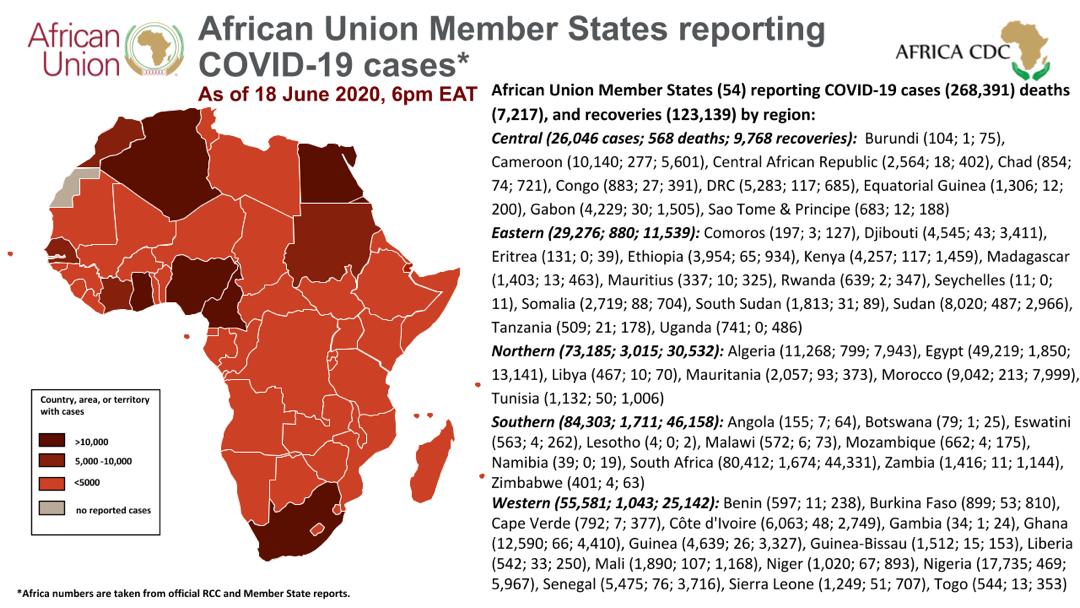 African
Union
African Union Member States reporting
COVID-19 cases*
AFRICA CDC
As of 18 June 2020, 6pm EAT
African Union Member States (54) reporting COVID-19 cases (268,391) deaths
(7,217), and recoveries (123,139) by region:
Central (26,046 cases; 568 deaths; 9,768 recoveries): Burundi (104; 1; 75),
Cameroon (10,140; 277; 5,601), Central African Republic (2,564; 18; 402), Chad (854;
74; 721), Congo (883; 27; 391), DRC (5,283; 117; 685), Equatorial Guinea (1,306; 12;
200), Gabon (4,229; 30; 1,505), Sao Tome & Principe (683; 12; 188)
Eastern (29,276; 880; 11,539): Comoros (197; 3; 127), Djibouti (4,545; 43; 3,411),
Eritrea (131; 0; 39), Ethiopia (3,954; 65; 934), Kenya (4,257; 117; 1,459), Madagascar
(1,403; 13; 463), Mauritius (337; 10; 325), Rwanda (639; 2; 347), Seychelles (11; 0;
11), Somalia (2,719; 88; 704), South Sudan (1,813; 31; 89), Sudan (8,020; 487; 2,966),
Tanzania (509; 21; 178), Uganda (741; 0; 486)
Northern (73,185; 3,015; 30,532): Algeria (11,268; 799; 7,943), Egypt (49,219; 1,850;
13,141), Libya (467; 10; 70), Mauritania (2,057; 93; 373), Morocco (9,042; 213; 7,999),
Tunisia (1,132; 50; 1,006)
Southern (84,303; 1,711; 46,158): Angola (155; 7; 64), Botswana (79; 1; 25), Eswatini
(563; 4; 262), Lesotho (4; 0; 2), Malawi (572; 6; 73), Mozambique (662; 4; 175),
Namibia (39; 0; 19), South Africa (80,412; 1,674; 44,331), Zambia (1,416; 11; 1,144),
Zimbabwe (401; 4; 63)
Western (55,581; 1,043; 25,142): Benin (597; 11; 238), Burkina Faso (899; 53; 810),
Cape Verde (792; 7; 377), Côte d'Ivoire (6,063; 48; 2,749), Gambia (34; 1; 24), Ghana
(12,590; 66; 4,410), Guinea (4,639; 26; 3,327), Guinea-Bissau (1,512; 15; 153), Liberia
(542; 33; 250), Mali (1,890; 107; 1,168), Niger (1,020; 67; 893), Nigeria (17,735; 469;
5,967), Senegal (5,475; 76; 3,716), Sierra Leone (1,249; 51; 707), Togo (544; 13; 353)
Country, area, or territory
with cases
>10,000
5,000 -10,000
<5000
no reported cases
*Africa numbers are taken from official RCC and Member State reports.